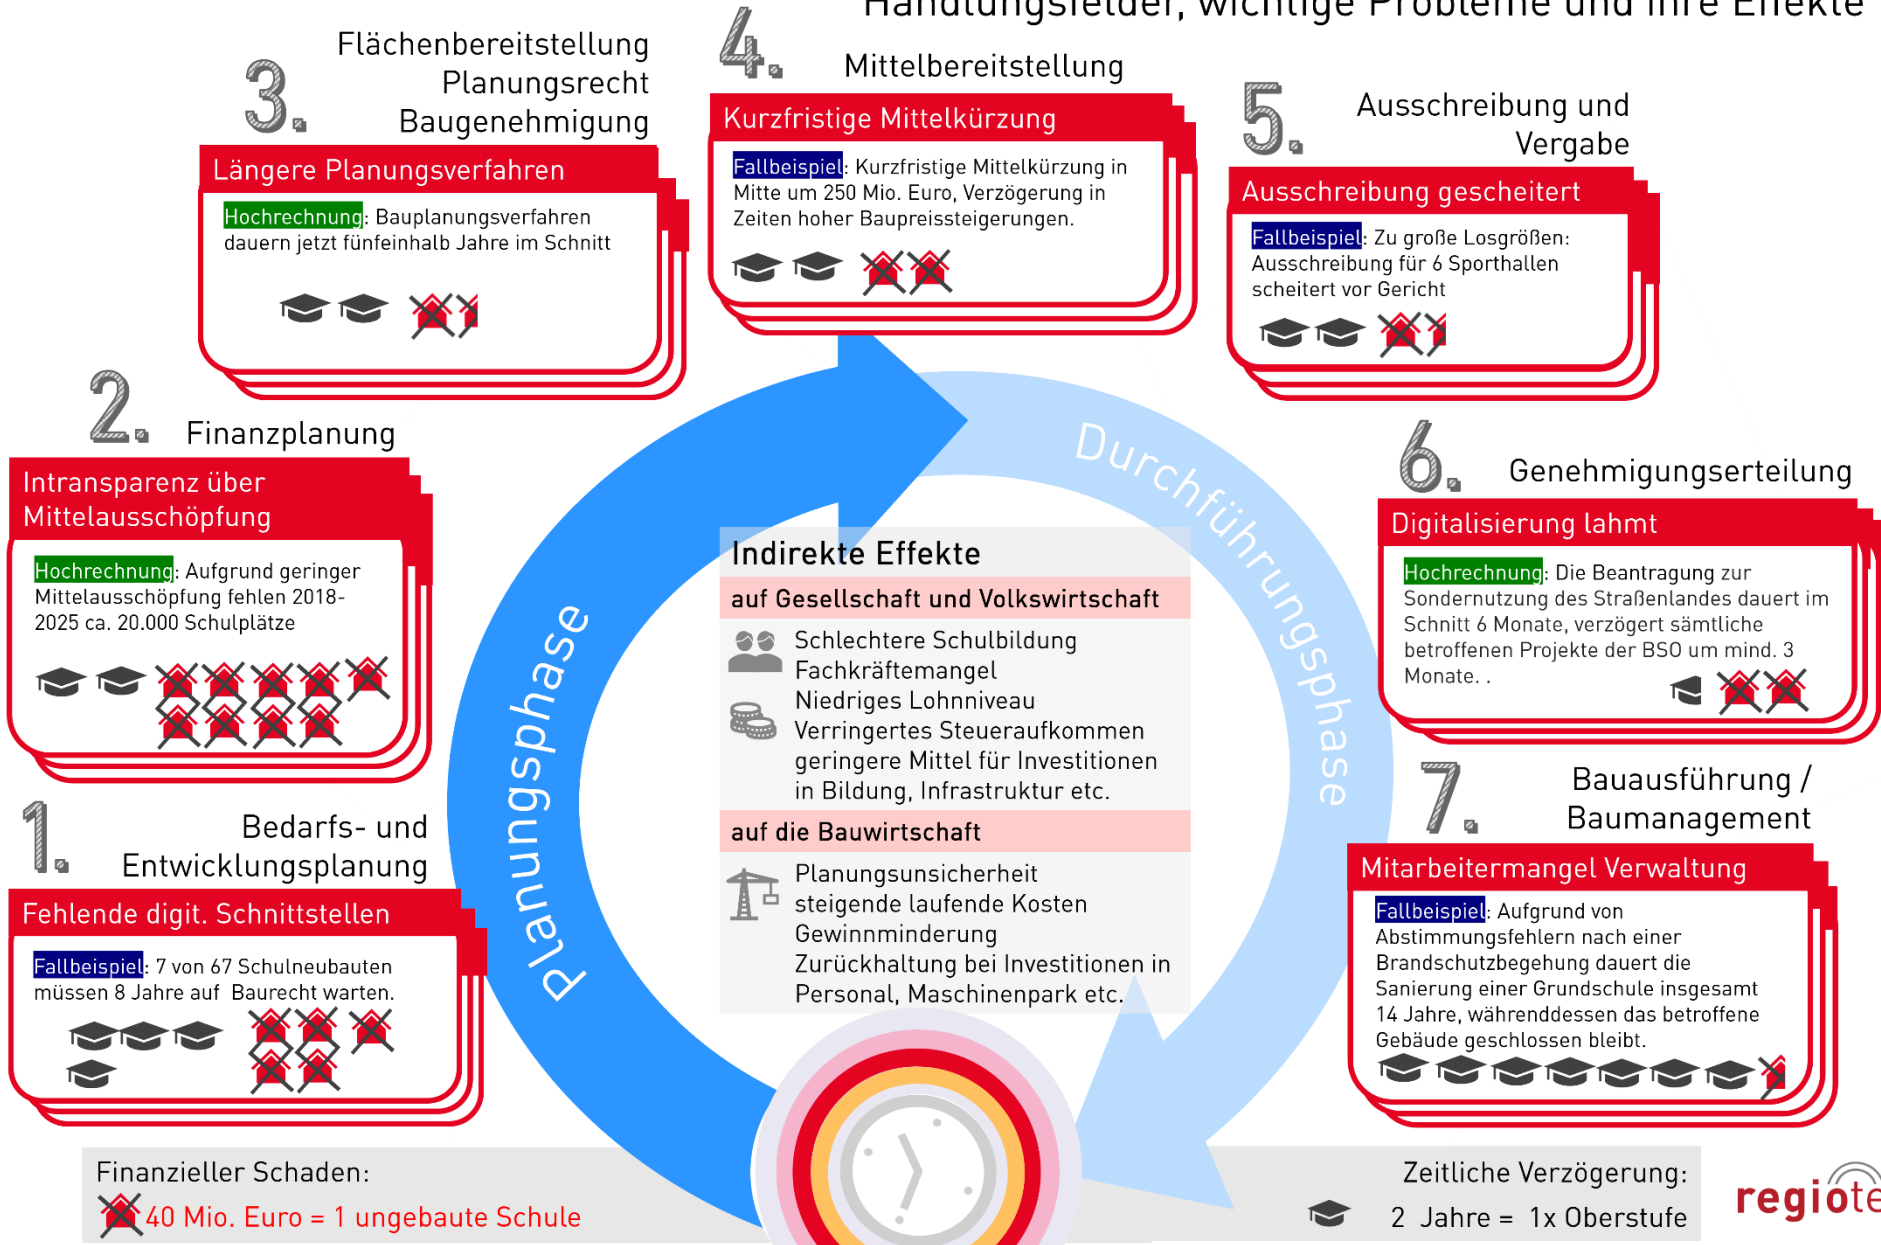 Handlungsfelder, wichtige Probleme und ihre Effekte
3.
Flächenbereitstellung
Planungsrecht
Baugenehmigung
Längere Planungsverfahren
Hochrechnung: Bauplanungsverfahren
dauern jetzt fünfeinhalb Jahre im Schnitt
4.
Mittelbereitstellung
Kurzfristige Mittelkürzung
Fallbeispiel: Kurzfristige Mittelkürzung in
Mitte um 250 Mio. Euro, Verzögerung in
Zeiten hoher Baupreissteigerungen.
5.
Ausschreibung und
Vergabe
Ausschreibung gescheitert
Fallbeispiel: Zu große Losgrößen:
Ausschreibung für 6 Sporthallen
scheitert vor Gericht
2.
Finanzplanung
Intransparenz über
Mittelausschöpfung
Hochrechnung: Aufgrund geringer
Mittelausschöpfung fehlen 2018-
2025 ca. 20.000 Schulplätze
6.
Genehmigungserteilung
Digitalisierung lahmt
Hochrechnung: Die Beantragung zur
Sondernutzung des Straßenlandes dauert im
Schnitt 6 Monate, verzögert sämtliche
betroffenen Projekte der BSO um mind. 3
Monate. .
1.
Bedarfs- und
Entwicklungsplanung
Fehlende digit. Schnittstellen
Fallbeispiel: 7 von 67 Schulneubauten
müssen 8 Jahre auf Baurecht warten.
7.
Bauausführung /
Baumanagement
Mitarbeitermangel Verwaltung
Fallbeispiel: Aufgrund von
Abstimmungsfehlern nach einer
Brandschutzbegehung dauert die
Sanierung einer Grundschule insgesamt
14 Jahre, währenddessen das betroffene
Gebäude geschlossen bleibt.
Planungsphase
Durchführungsphase
Indirekte Effekte
auf Gesellschaft und Volkswirtschaft
Schlechtere Schulbildung
Fachkräftemangel
Niedriges Lohnniveau
Verringertes Steueraufkommen
geringere Mittel für Investitionen
in Bildung, Infrastruktur etc.
auf die Bauwirtschaft
Planungsunsicherheit
steigende laufende Kosten
Gewinnminderung
Zurückhaltung bei Investitionen in
Personal, Maschinenpark etc.
Finanzieller Schaden:
40 Mio. Euro = 1 ungebaute Schule
Zeitliche Verzögerung:
2 Jahre = 1x Oberstufe
regiote